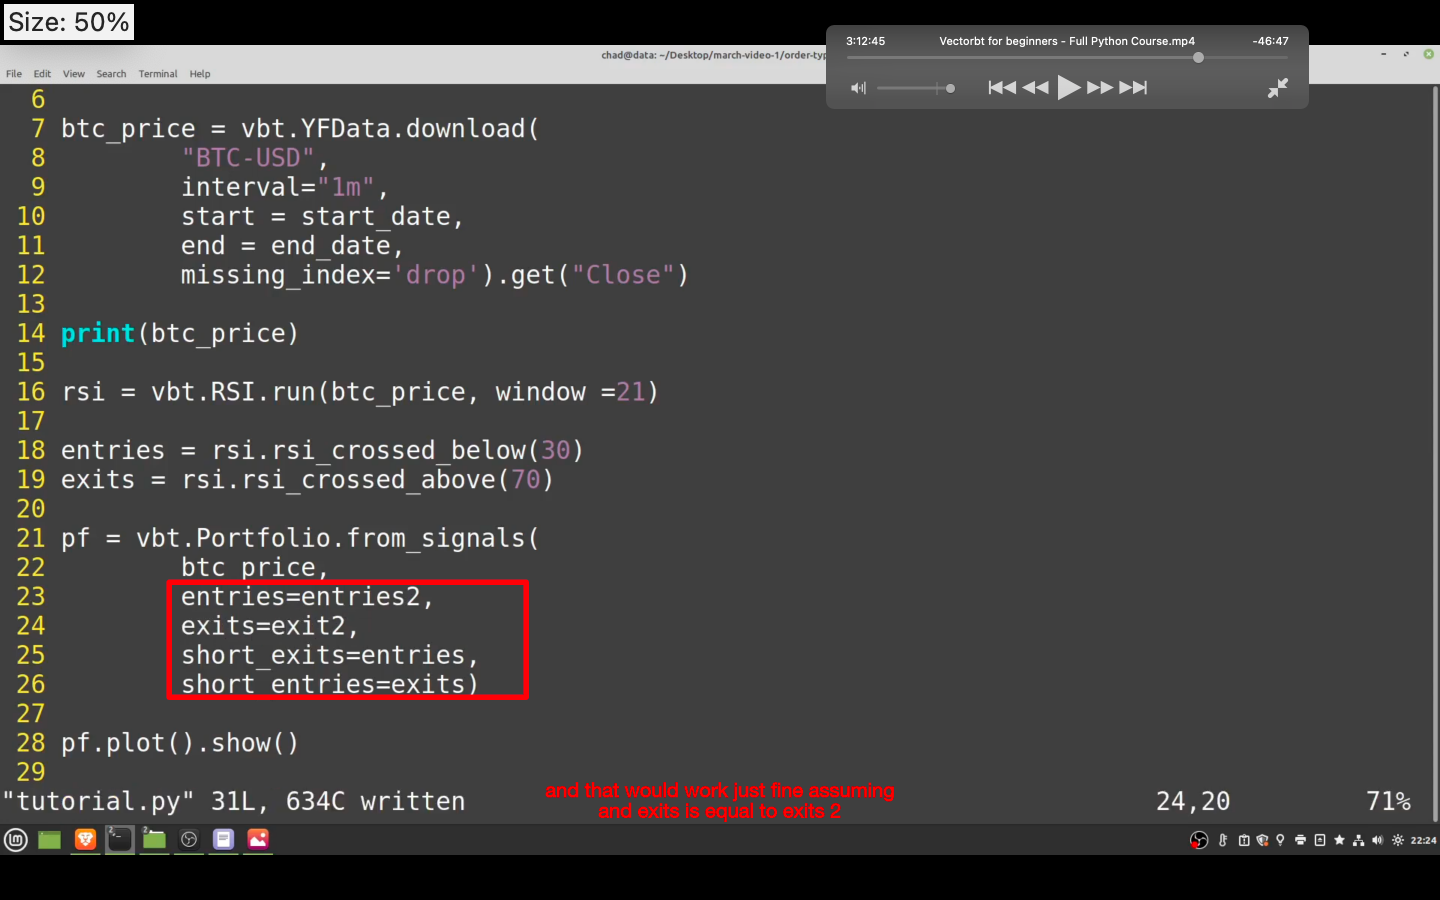 Size: 50%
chad@data: ~/Desktop/march-video-1/order-typ
3:12:45 Vectorbt for beginners - Full Python Course.mp4 -46:47
File Edit View Search Terminal Help
6
7 btc_price = vbt.YFData.download(
8 "BTC-USD",
9 interval="1m",
10 start = start_date,
11 end = end_date,
12 missing_index='drop').get("Close")
13
14 print(btc_price)
15
16 rsi = vbt.RSI.run(btc_price, window =21)
17
18 entries = rsi.rsi_crossed_below(30)
19 exits = rsi.rsi_crossed_above(70)
20
21 pf = vbt.Portfolio.from_signals(
22 btc_price,
23 entries=entries2,
24 exits=exit2,
25 short_exits=entries,
26 short_entries=exits)
27
28 pf.plot().show()
29
"tutorial.py" 31L, 634C written 24,20 71%
and that would work just fine assuming
and exits is equal to exits 2
22:24